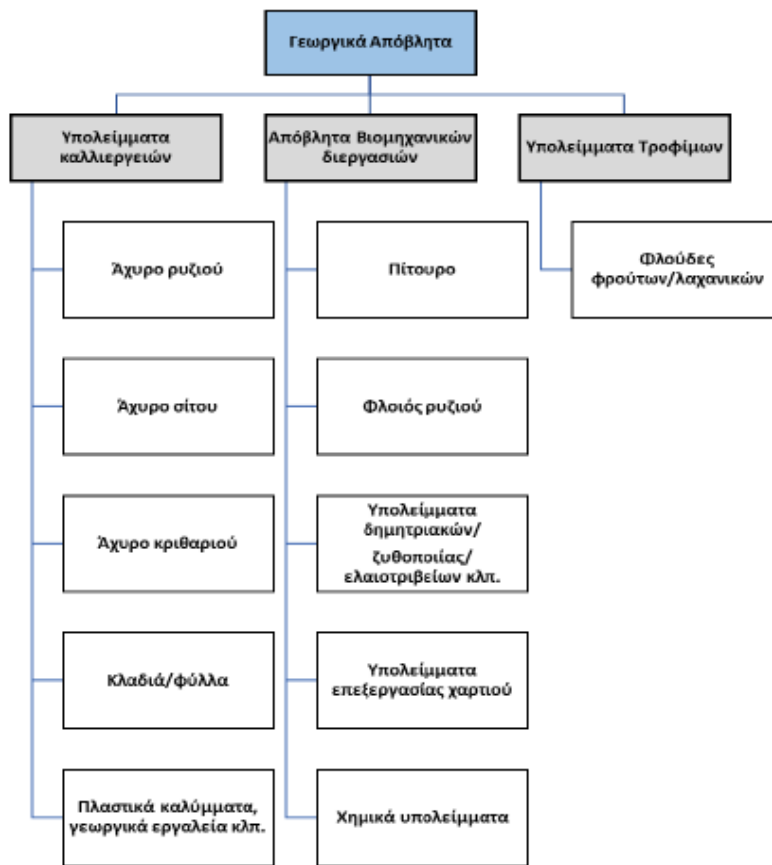 Γεωργικά Απόβλητα
Υπολείμματα
καλλιεργειών
Απόβλητα Βιομηχανικών
διεργασιών
Υπολείμματα Τροφίμων
Άχυρο ρυζιού
Άχυρο σίτου
Άχυρο κριθαριού
Κλαδιά/φύλλα
Πλαστικά καλύμματα,
γεωργικά εργαλεία κλπ.
Πίτουρο
Φλοιός ρυζιού
Υπολείμματα
δημητριακών/
ζυθοποιίας/
ελαιοτριβείων κλπ.
Υπολείμματα
επεξεργασίας χαρτιού
Χημικά υπολείμματα
Φλούδες
φρούτων/λαχανικών